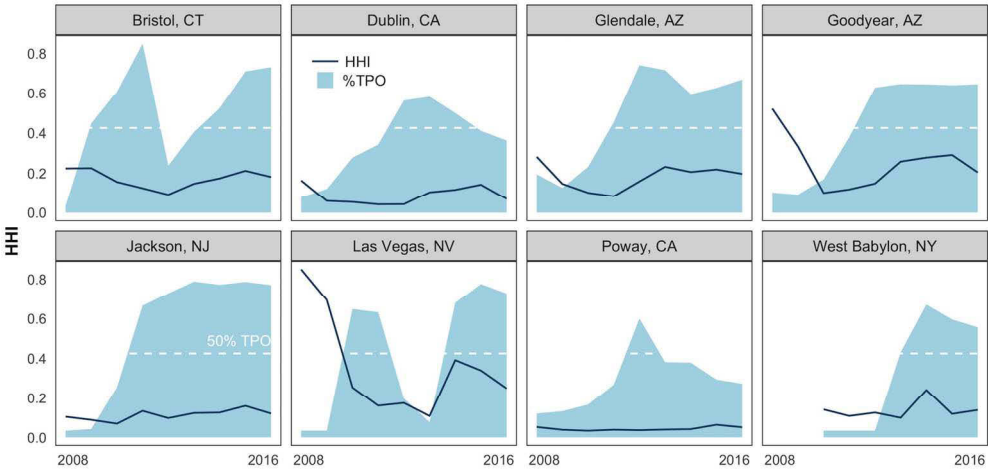 Bristol, CT
Dublin, CA
Glendale, AZ
Goodyear, AZ
0.8
0.6
0.4
0.2
0.0
HHI
%TPO
HHI
Jackson, NJ
Las Vegas, NV
Poway, CA
West Babylon, NY
0.8
0.6
0.4
0.2
0.0
50% TPO
2008
2016
2008
2016
2008
2016
2008
2016